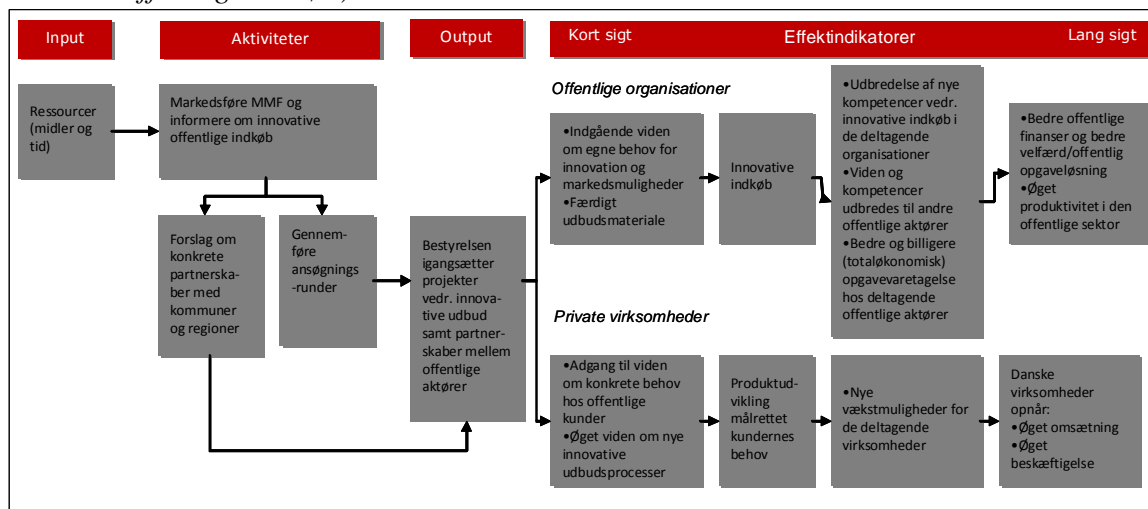 Input
Aktiviteter
Output
Kort sigt
Effektindikatorer
Lang sigt
Ressourcer
(midler og
tid)
Markedsføre MMF og
informere om innovative
offentlige indkøb
Forslag om
konkrete
partnerska-
ber med
kommuner
og regioner
Gennem-
føre
ansøgnings
-runder
Bestyrelsen
igangsætter
projekter
vedr. innova-
tive udbud
samt partner-
skaber mellem
offentlige
aktører
Offentlige organisationer
•Indgående viden
om egne behov for
innovation og
markedsmuligheder
•Færdigt
udbudsmateriale
Innovative
indkøb
•Udbredelse af nye
kompetencer vedr.
innovative indkøb i
de deltagende
organisationer
•Viden og
kompetencer
udbredes til andre
offentlige aktører
•Bedre og billigere
(totaløkonomisk)
opgavevaretagelse
hos deltagende
offentlige aktører
•Bedre offentlige
finanser og bedre
velfærd/offentlig
opgaveløsning
•Øget
produktivitet i den
offentlige sektor
Private virksomheder
•Adgang til viden
om konkrete behov
hos offentlige
kunder
•Øget viden om nye
innovative
udbudsprocesser
Produktud-
vikling
målrettet
kundernes
behov
•Nye
vækstmuligheder for
de deltagende
virksomheder
Danske
virksomheder
opnår:
•Øget omsætning
•Øget
beskæftigelse